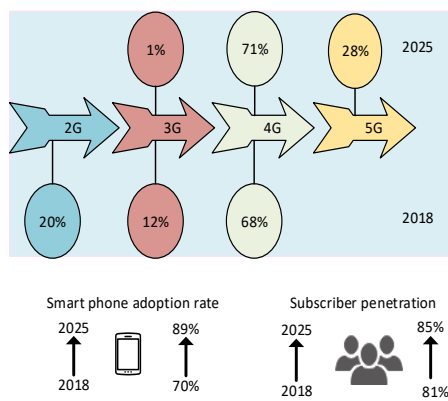 1% 71% 28% 2025
2G 3G 4G 5G
20% 12% 68% 2018
Smart phone adoption rate
2025 89%
2018 70%
Subscriber penetration
2025 85%
2018 81%